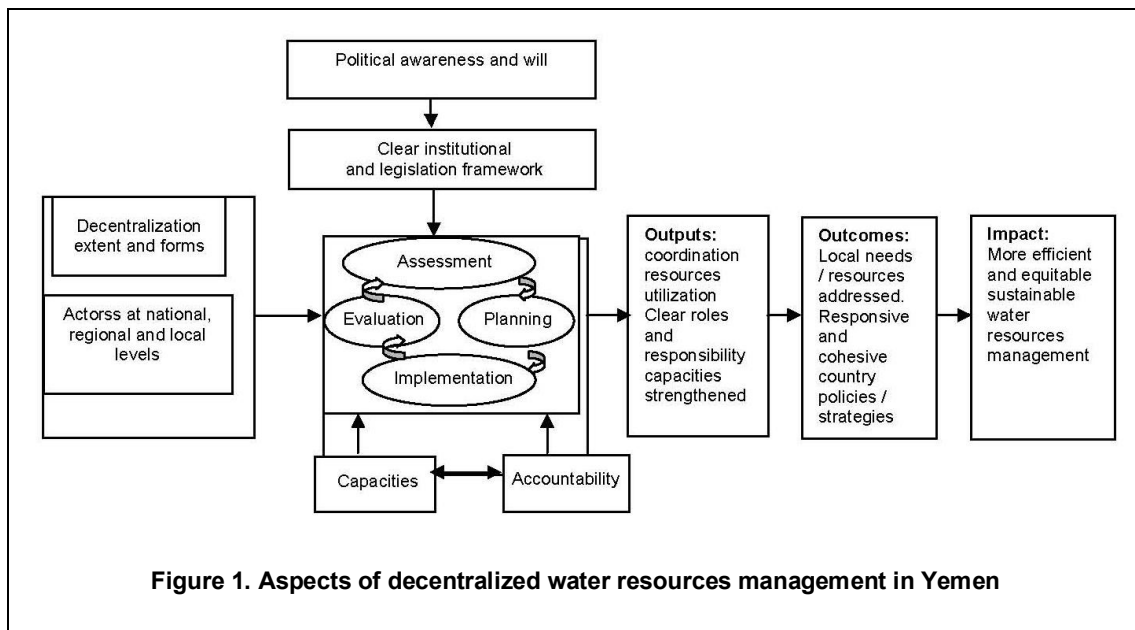 Political awareness and will
Clear institutional
and legislation framework
Decentralization
extent and forms
Actorss at national,
regional and local
levels
Assessment
Evaluation
Planning
Implementation
Capacities
Accountability
Outputs:
coordination
resources
utilization
Clear roles
and
responsibility
capacities
strengthened
Outcomes:
Local needs
/ resources
addressed.
Responsive
and
cohesive
country
policies /
strategies
Impact:
More efficient
and equitable
sustainable
water
resources
management
Figure 1. Aspects of decentralized water resources management in Yemen